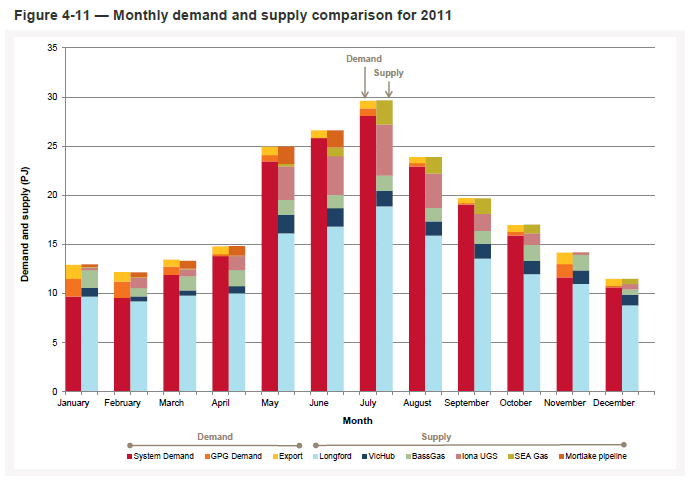 Figure 4-11 — Monthly demand and supply comparison for 2011
35
30
25
20
15
10
5
0
Demand and supply (PJ)
Demand
Supply
January February March April May June July August September October November December
Month
Demand Supply
System Demand GPG Demand Export Longford VicHub BassGas Iona UGS SEA Gas Mortlake pipeline